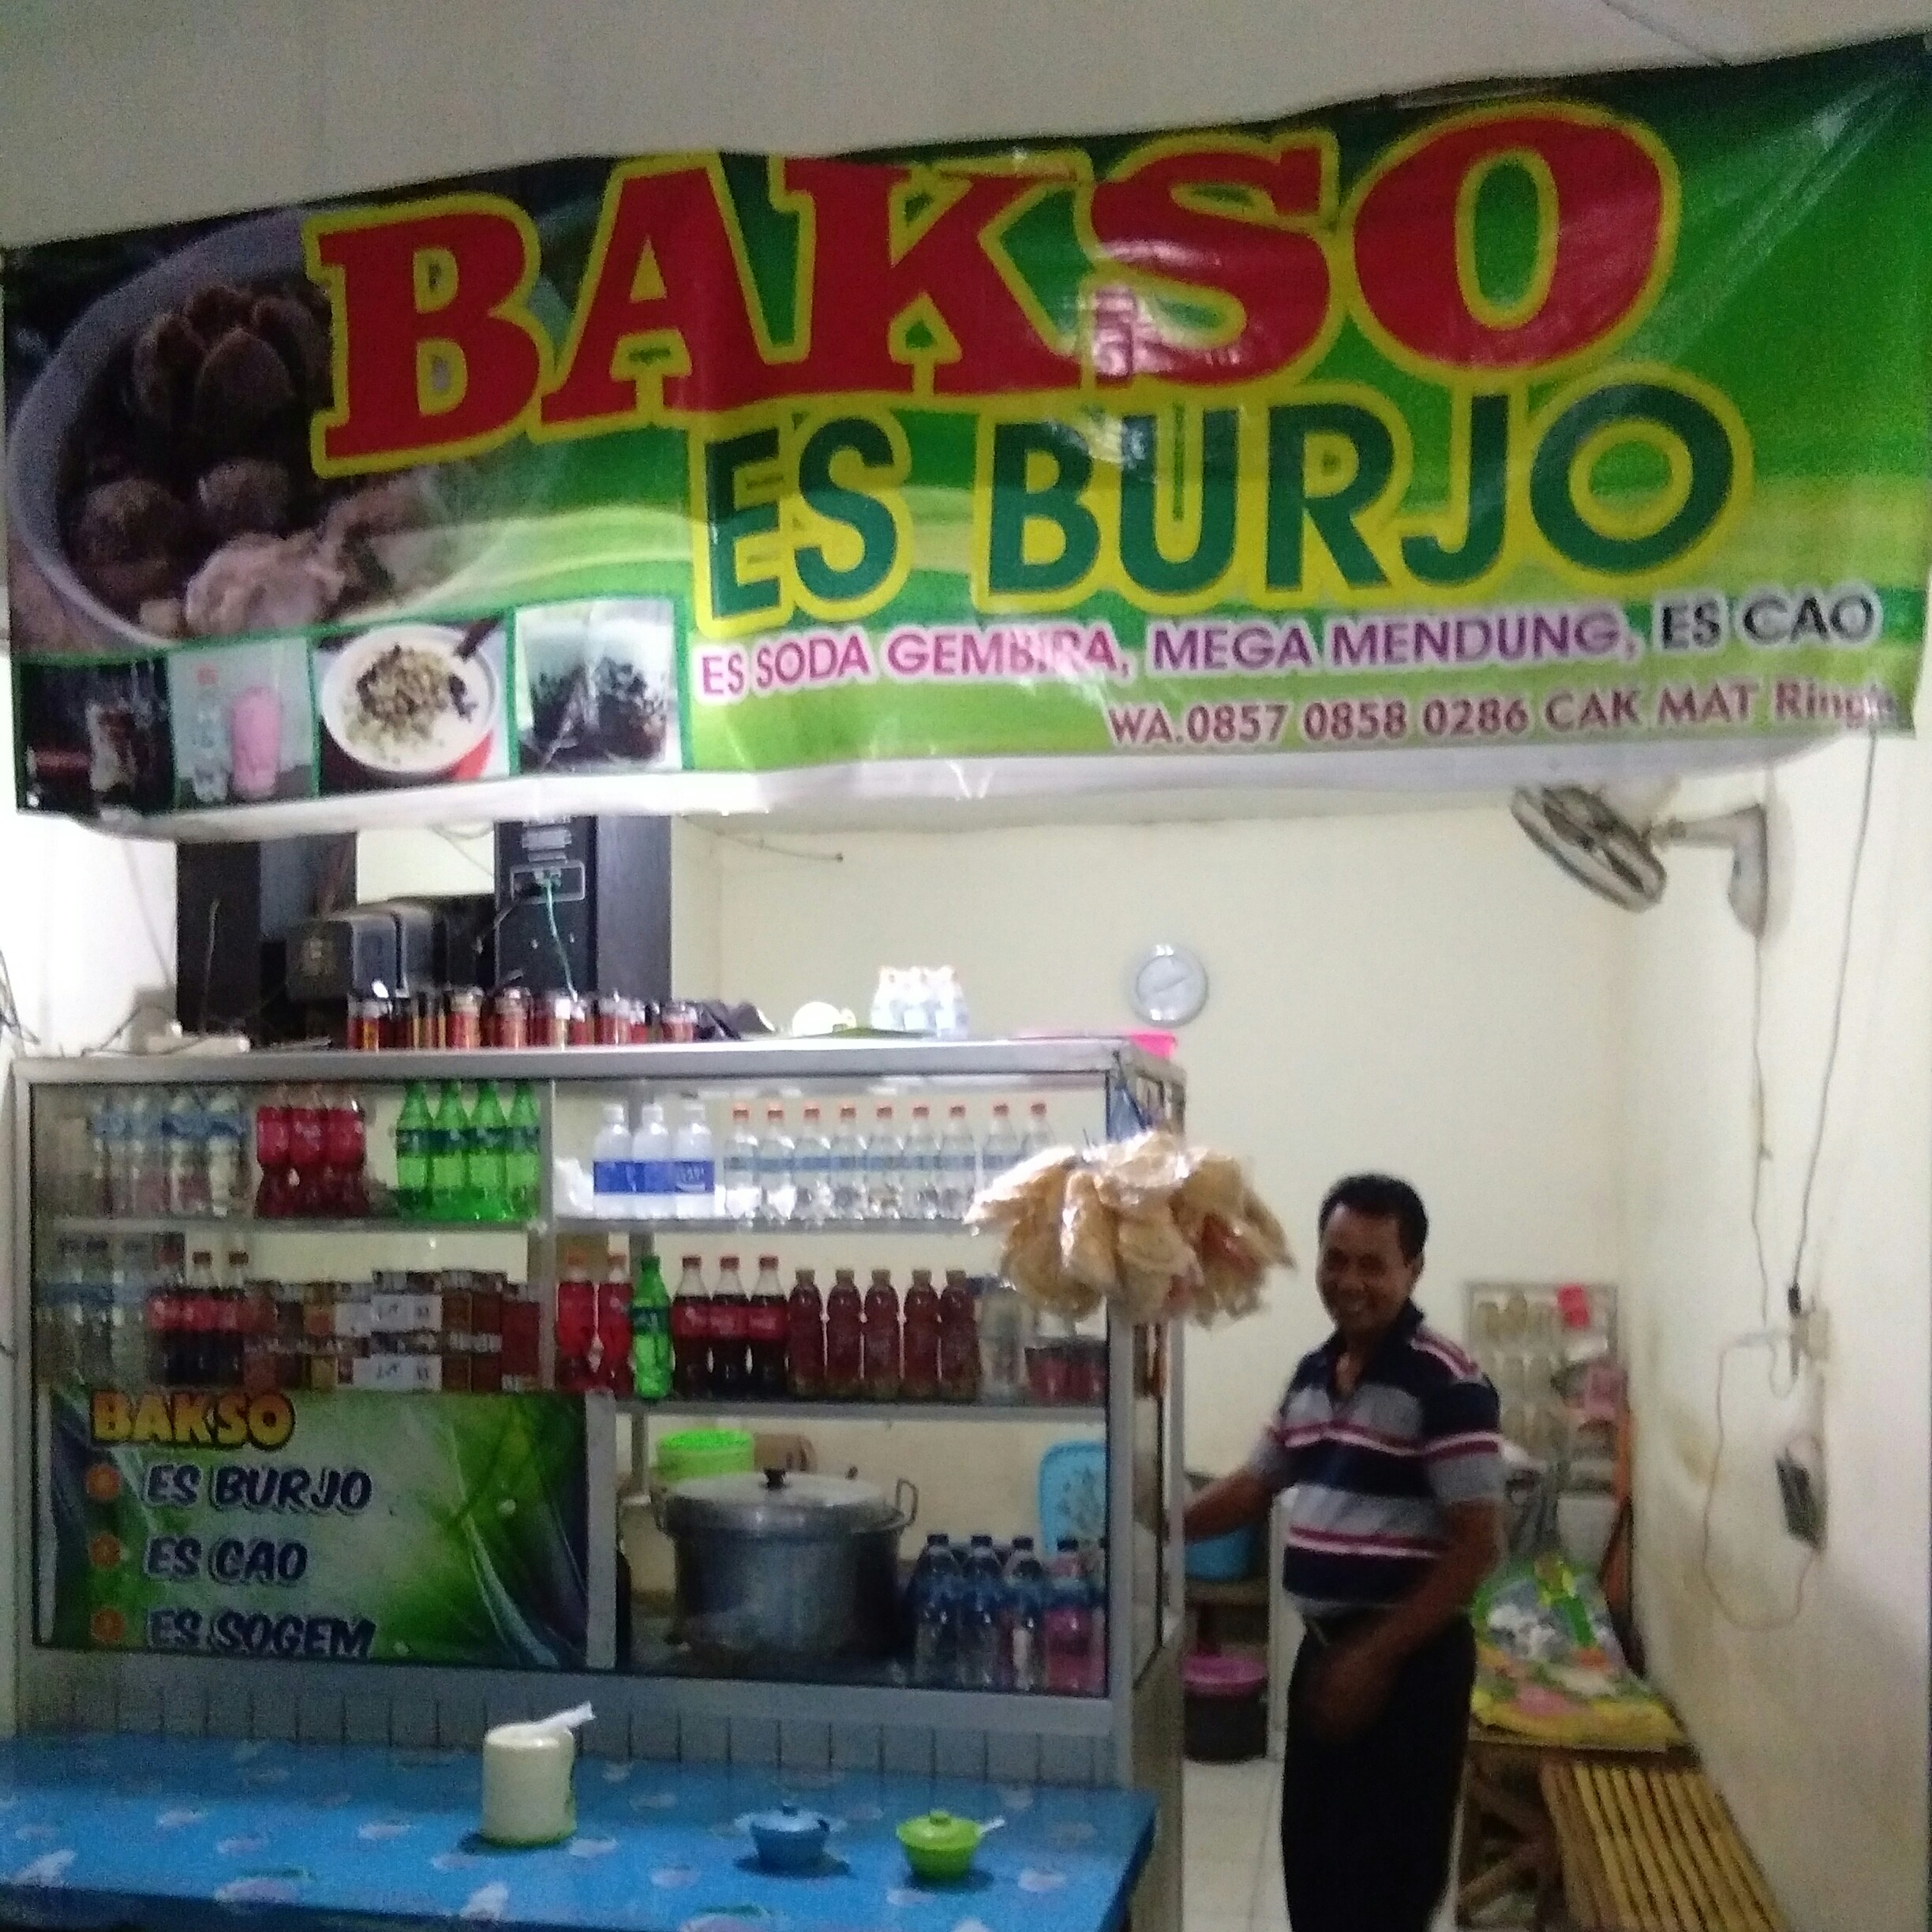 BAKSO
ES BURJO
ES SODA GEMBIRA, MEGA MENDUNG, ES CAO
WA.0857 0858 0286 CAK MAT
BAKSO
ES BURJO
ES CAO
ES SOGEM